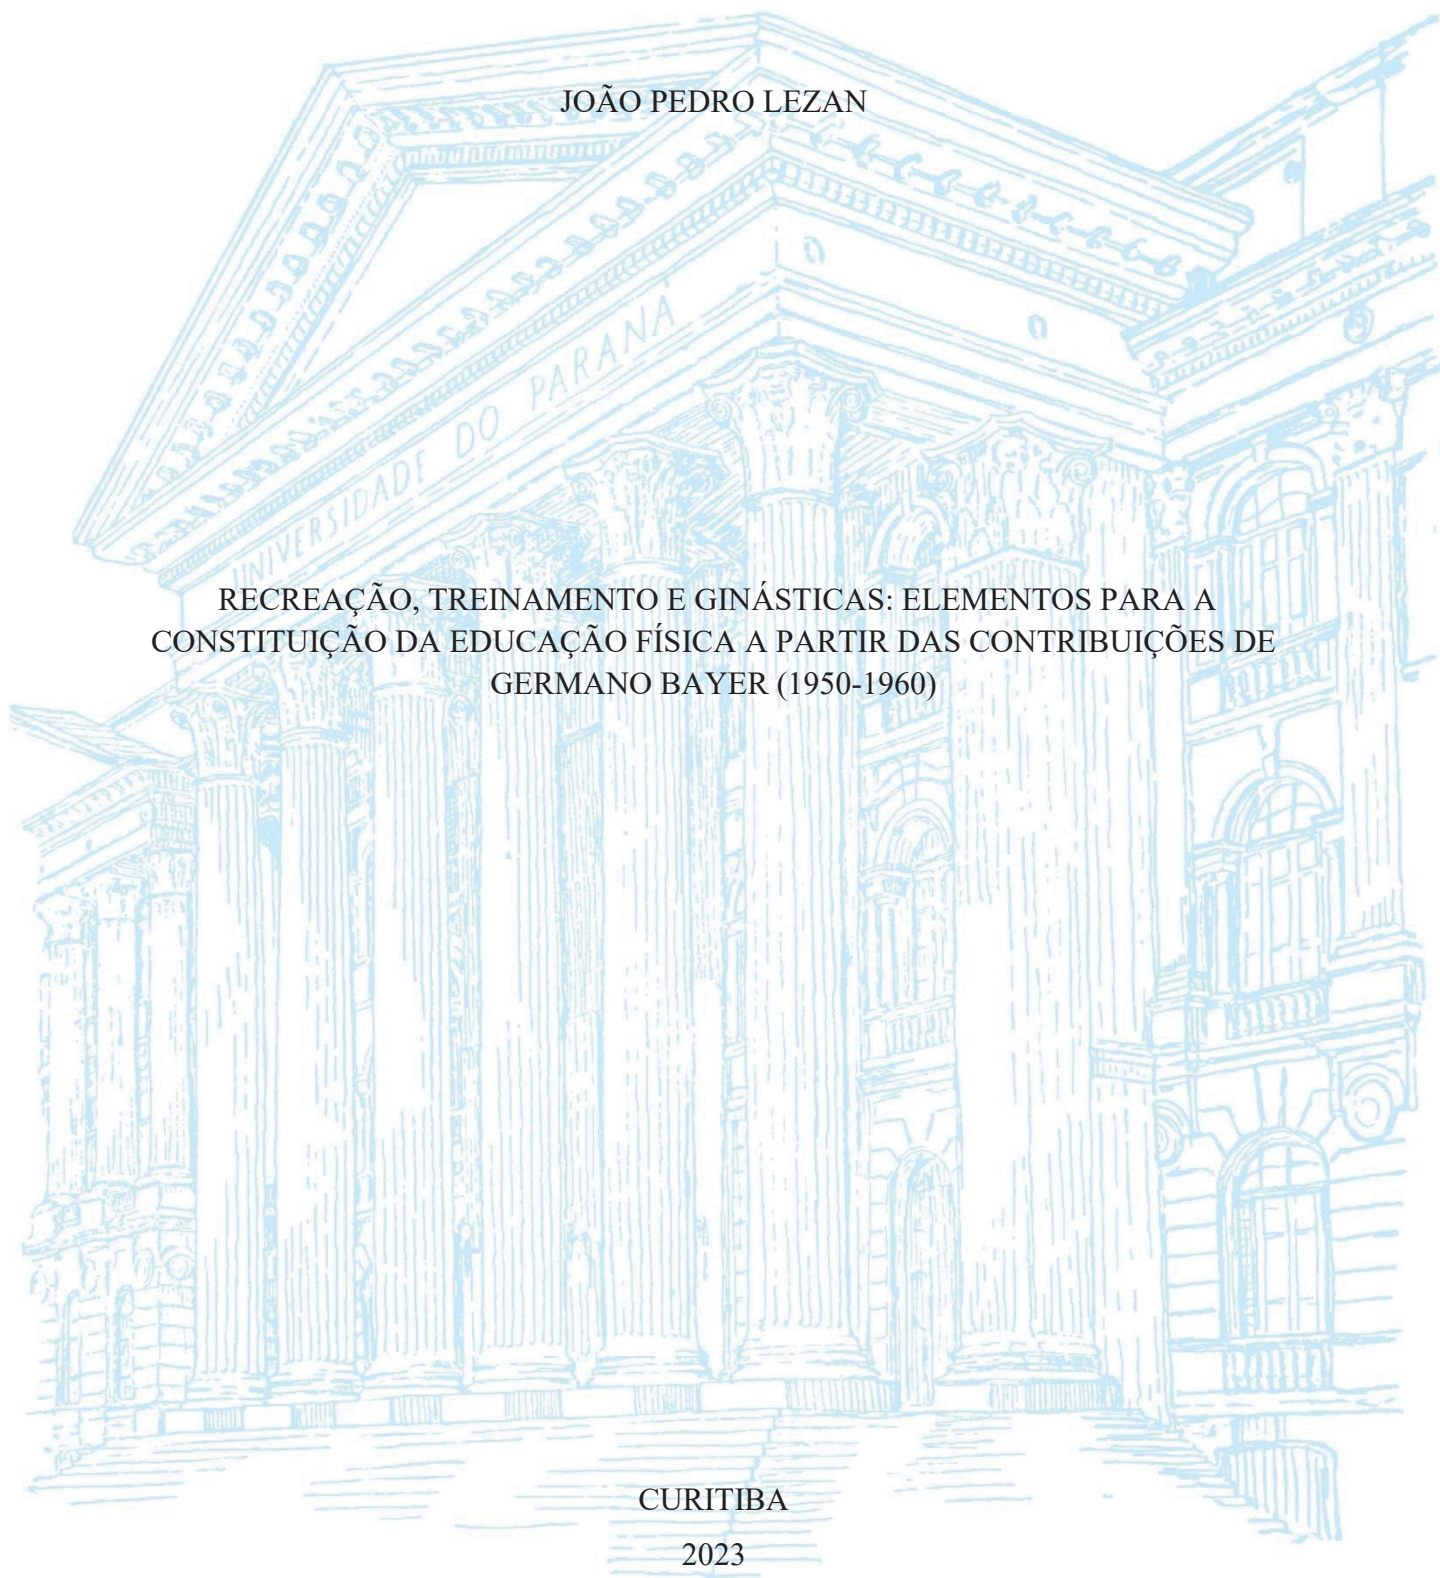 JOÃO PEDRO LEZAN
UNIVERSIDADE DO PARANÁ
RECREAÇÃO, TREINAMENTO E GINÁSTICAS: ELEMENTOS PARA A
CONSTITUIÇÃO DA EDUCAÇÃO FÍSICA A PARTIR DAS CONTRIBUIÇÕES DE
GERMANO BAYER (1950-1960)
CURITIBA
2023